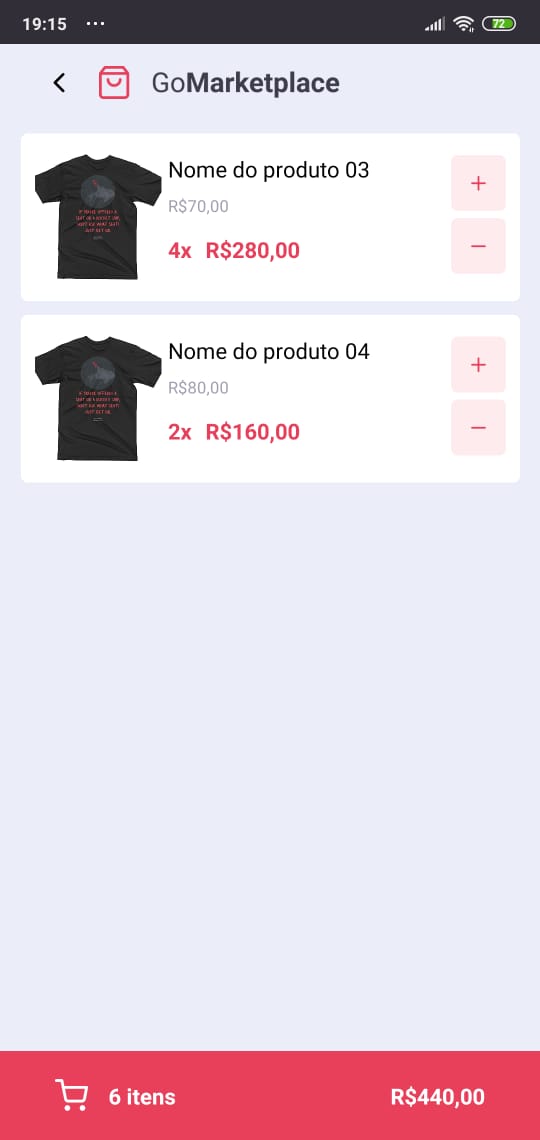 19:15 ... 72
GoMarketplace
Nome do produto 03
R$70,00
4x R$280,00
+
−
Nome do produto 04
R$80,00
2x R$160,00
+
−
6 itens R$440,00